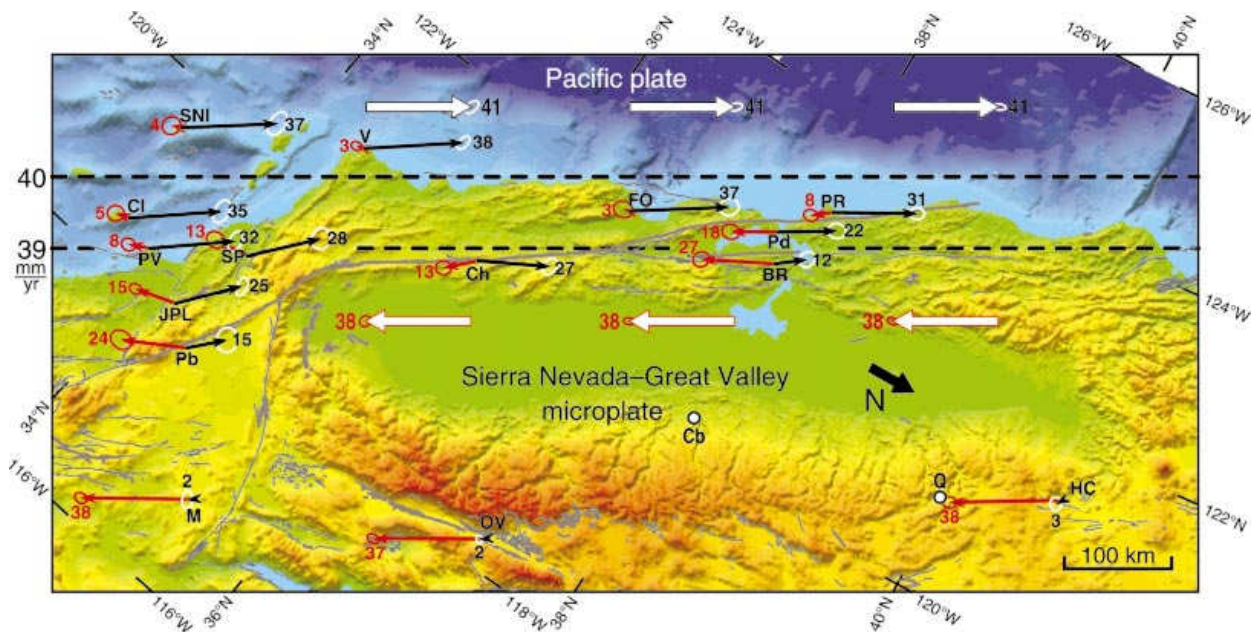 120°W
34°N
122°W
36°N
124°W
38°N
126°W
40°N
Pacific plate
126°W
SNI
4
37
41
41
41
V
3
38
40
CI
5
35
FO
3
37
PR
8
31
13
32
28
18
Pd
22
39
8
PV
SP
27
BR
12
mm
yr
13
Ch
27
15
JPL
25
124°W
38
38
38
24
Pb
15
Sierra Nevada–Great Valley
microplate
N
34°N
Cb
116°W
2
M
38
OV
2
37
Q
HC
38
3
122°W
100 km
116°W
36°N
118°W
38°N
40°N
120°W